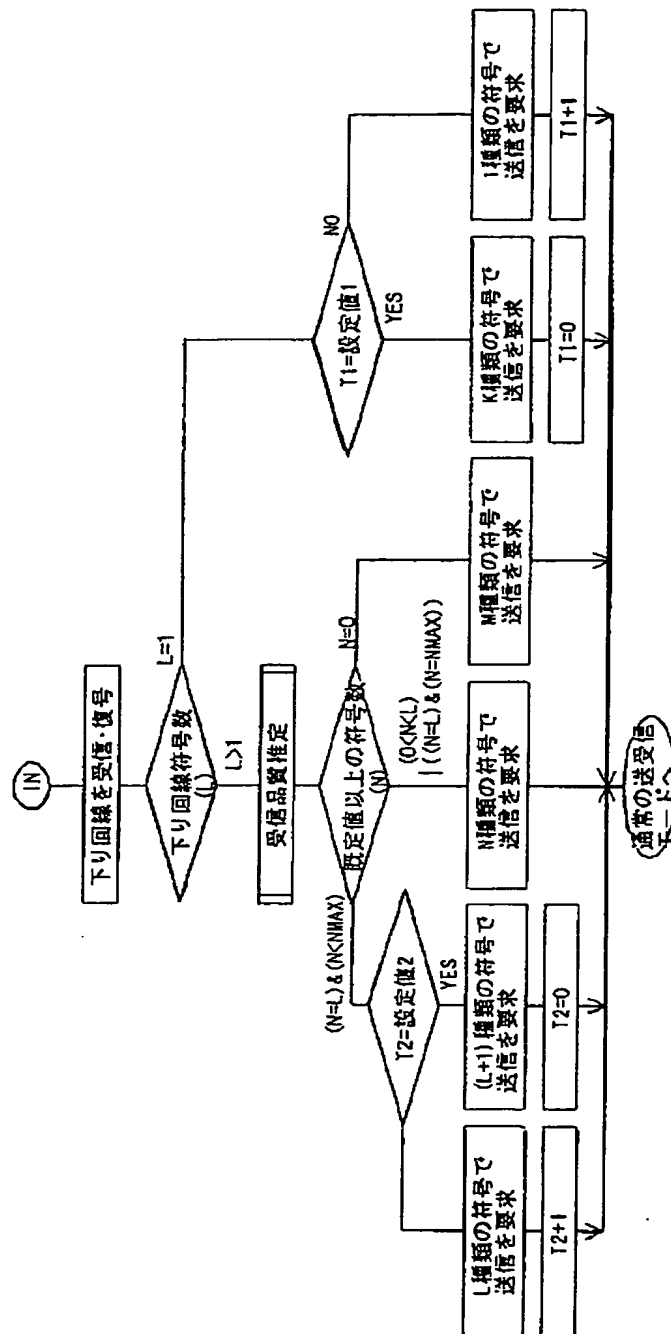 IN
下り回線を受信・復号
下り回線符号数
(L)
L=1
L>1
受信品質推定
既定値以上の符号数
(N)
(N=L)&(N<NMAX)
N=0
(0<N<L)
|((N=L)&(N=NMAX))
T2=設定値2
YES
T1=設定値1
NO
YES
L種類の符号で
送信を要求
(L+1)種類の符号で
送信を要求
N種類の符号で
送信を要求
M種類の符号で
送信を要求
K種類の符号で
送信を要求
1種類の符号で
送信を要求
T2+1
T2=0
T1=0
T1+1
通常の送受信
モードへ